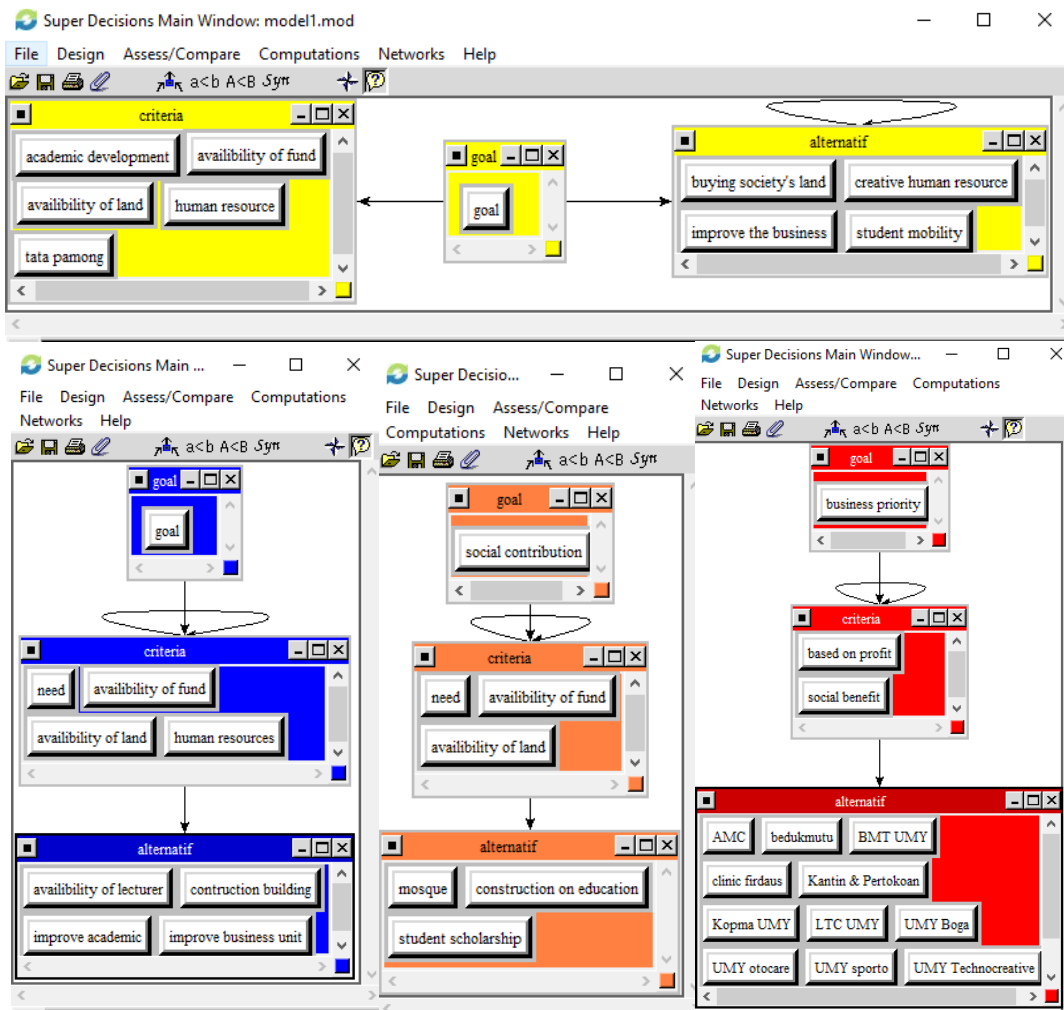 Super Decisions Main Window: model1.mod
File Design Assess/Compare Computations Networks Help
a<b A<B Syn
criteria
academic development availibility of fund
availibility of land human resource
tata pamong
goal
goal
alternatif
buying society's land creative human resource
improve the business student mobility
Super Decisions Main ...
File Design Assess/Compare Computations
Networks Help
a<b A<B Syn
goal
goal
criteria
need availibility of fund
availibility of land human resources
alternatif
availibility of lecturer contruction building
improve academic improve business unit
Super Decisio...
File Design Assess/Compare
Computations Networks Help
a<b A<B Syn
goal
social contribution
criteria
need availibility of fund
availibility of land
alternatif
mosque construction on education
student scholarship
Super Decisions Main Window...
File Design Assess/Compare Computations
Networks Help
a<b A<B Syn
goal
business priority
criteria
based on profit
social benefit
alternatif
AMC bedukmutu BMT UMY
clinic firdaus Kantin & Pertokoan
Kopma UMY LTC UMY UMY Boga
UMY otocare UMY sporto UMY Technocreative